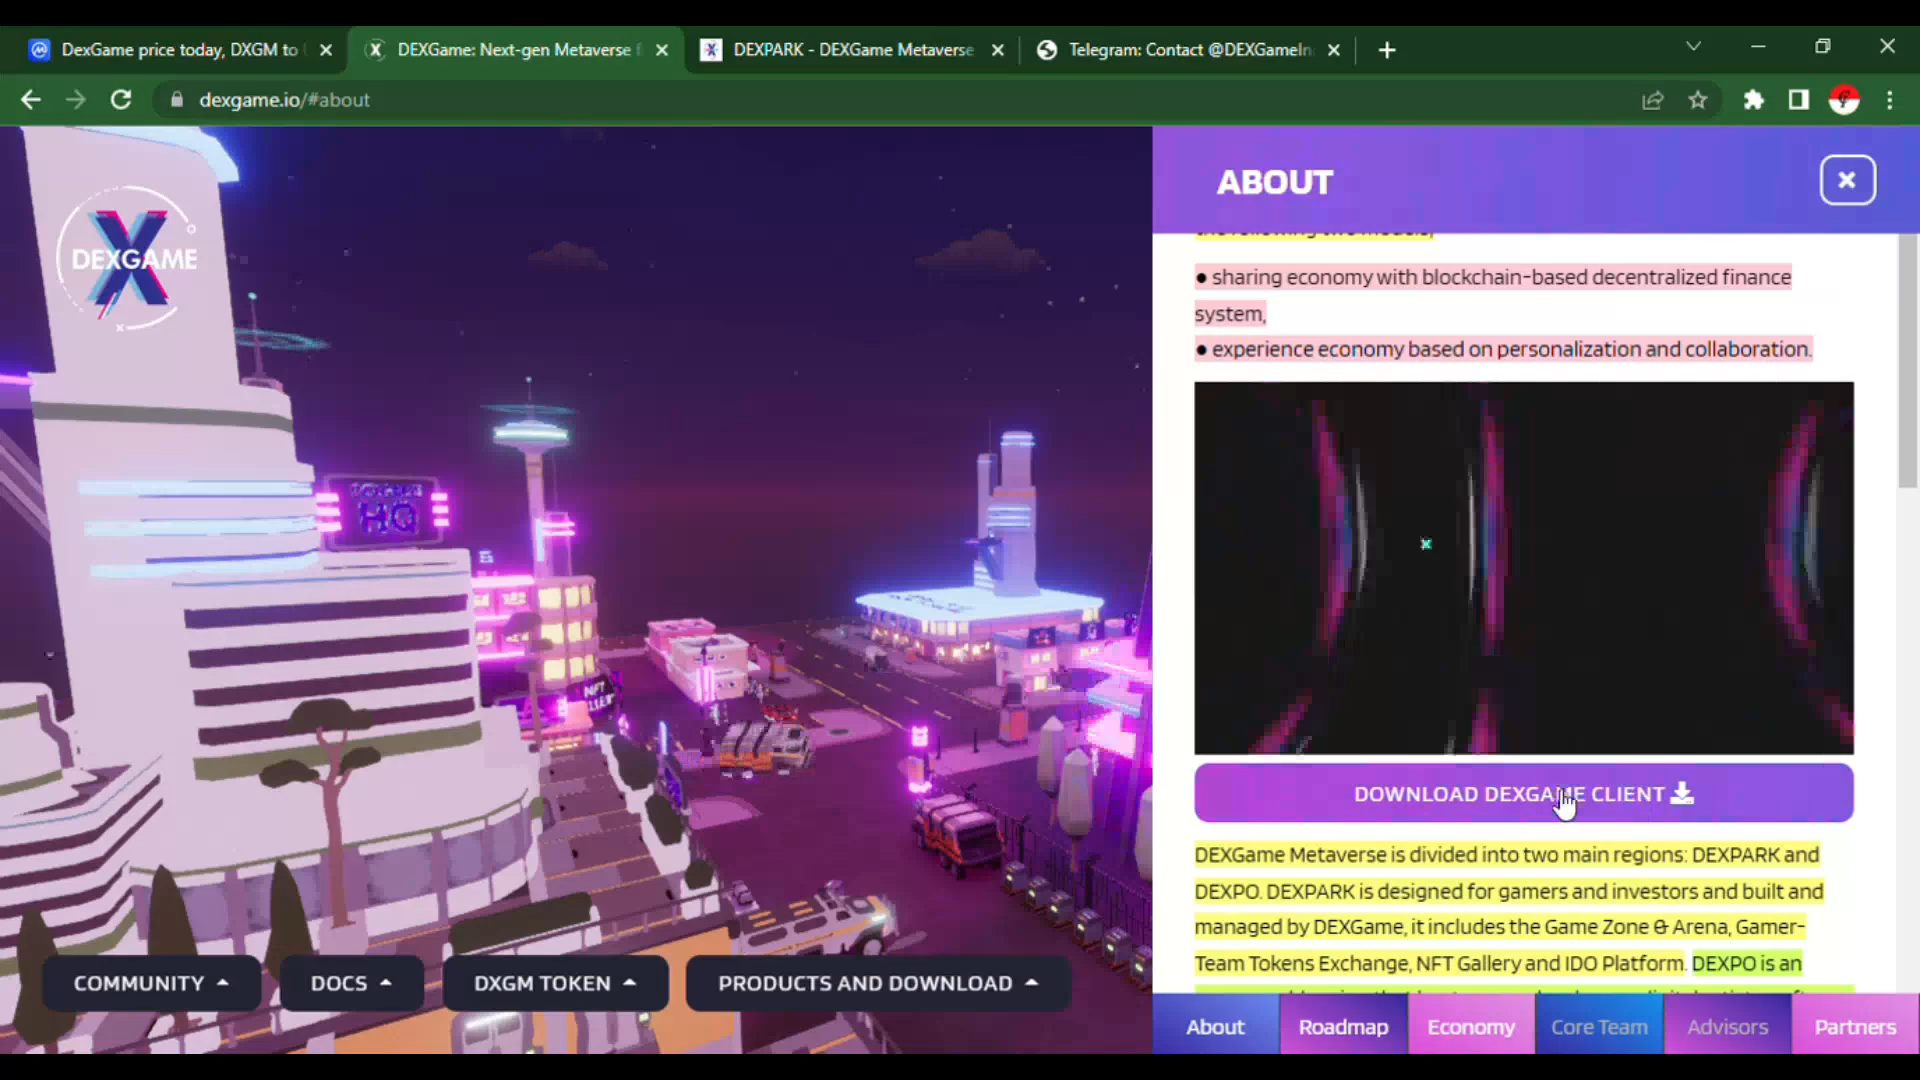 DexGame price today, DXGM to
DEXGame: Next-gen Metaverse f
DEXPARK - DEXGame Metaverse
Telegram: Contact @DEXGameIn
dexgame.io/#about
DEXGAME
HQ
NFT
ABOUT
● sharing economy with blockchain-based decentralized finance
system,
● experience economy based on personalization and collaboration.
DOWNLOAD DEXGAME CLIENT
DEXGame Metaverse is divided into two main regions: DEXPARK and
DEXPO. DEXPARK is designed for gamers and investors and built and
managed by DEXGame, it includes the Game Zone & Arena, Gamer-
Team Tokens Exchange, NFT Gallery and IDO Platform. DEXPO is an
COMMUNITY
DOCS
DXGM TOKEN
PRODUCTS AND DOWNLOAD
About
Roadmap
Economy
Core Team
Advisors
Partners